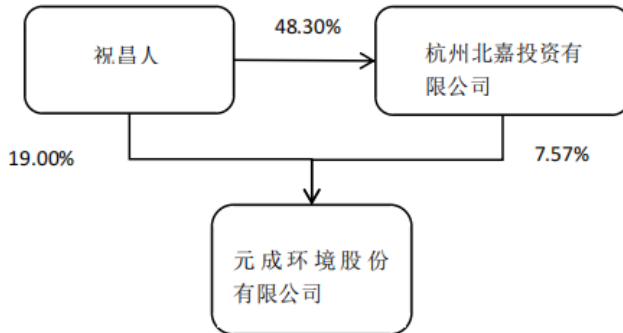 48.30%
祝昌人
杭州北嘉投资有
限公司
19.00%
7.57%
元成环境股份
有限公司